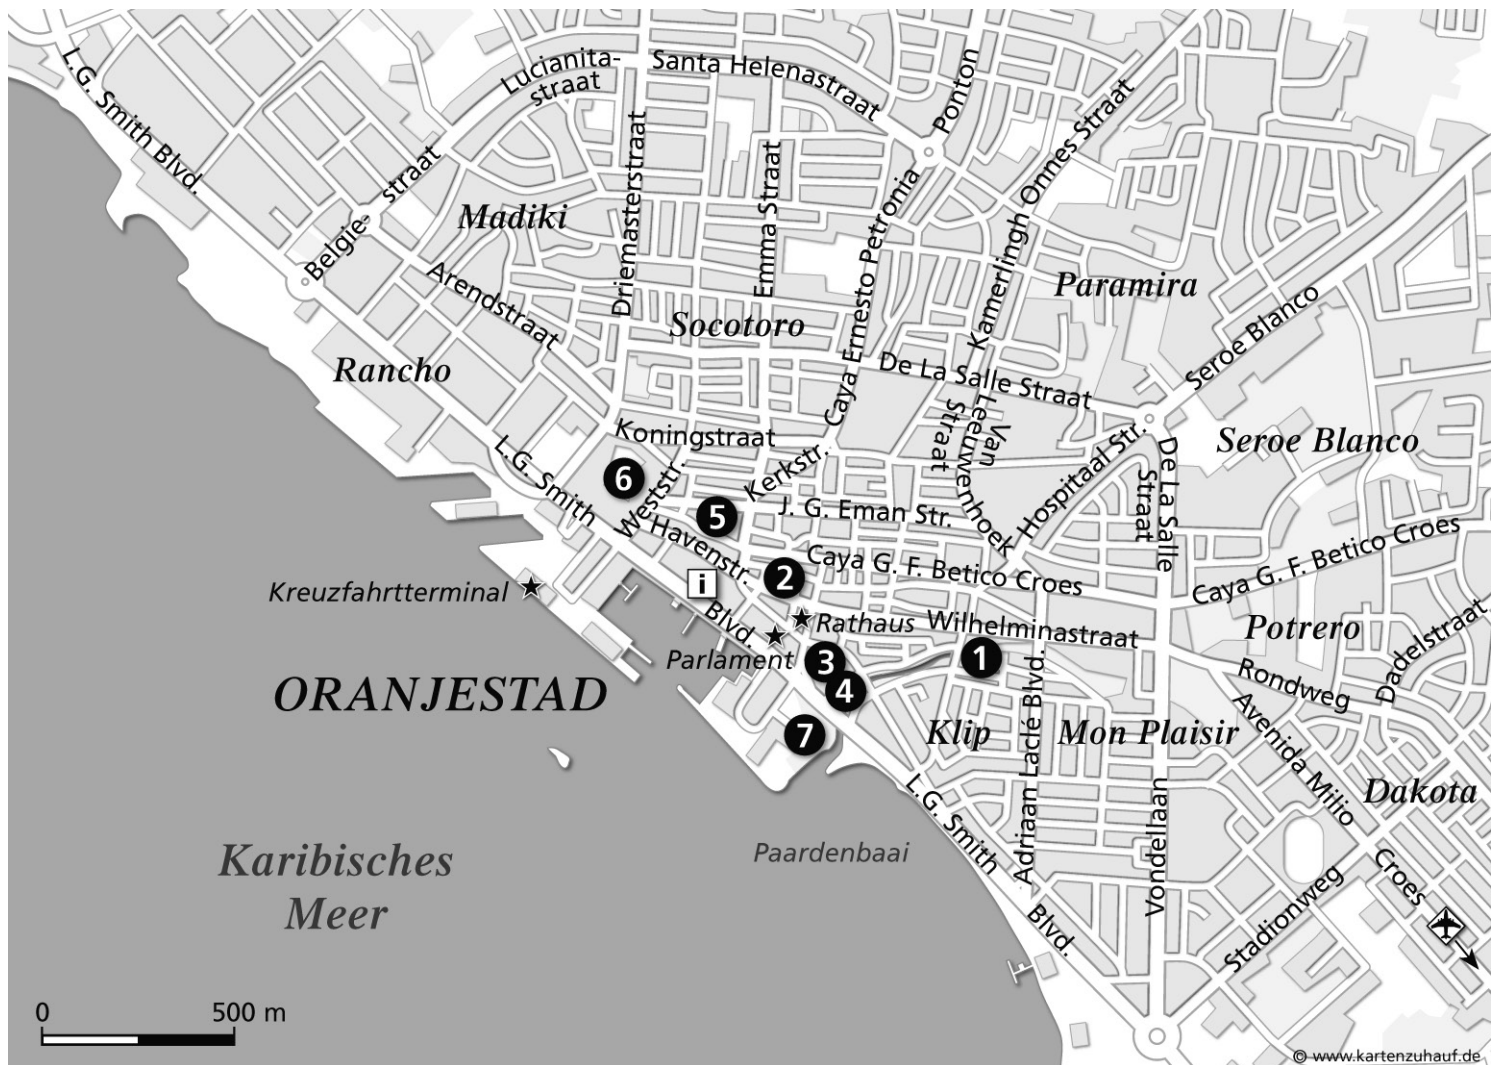 L.G. Smith Blvd.
Lucianita-
straat
Santa Helenastraat
Ponton
Kamerlingh Onnes Straat
Belgie-
straat
Madiki
Driemasterstraat
Emma Straat
Caya Ernesto Petronia
Arendstraat
Paramira
Socotoro
Seroe Blanco
Rancho
De La Salle Straat
Van
Leeuwenhoek
Straat
Hospitaal Str.
De La Salle
Straat
Seroe Blanco
Koningstraat
Kerkstr.
Weststr.
L.G. Smith
6
5
J. G. Eman Str.
Havenstr.
2
Caya G. F. Betico Croes
Caya G. F. Betico Croes
i
Kreuzfahrtterminal
Blvd.
Rathaus
Wilhelminastraat
Potrero
Dadelstraat
Parlament
3
1
4
Rondweg
ORANJESTAD
7
Klip
Adriaan Laclé Blvd.
Mon Plaisir
Avenida Milio
Dakota
L.G. Smith
Vondellaan
Paardenbaai
Karibisches
Meer
Croes
Stadionweg
Blvd.
0
500 m
© www.kartenzuhauf.de